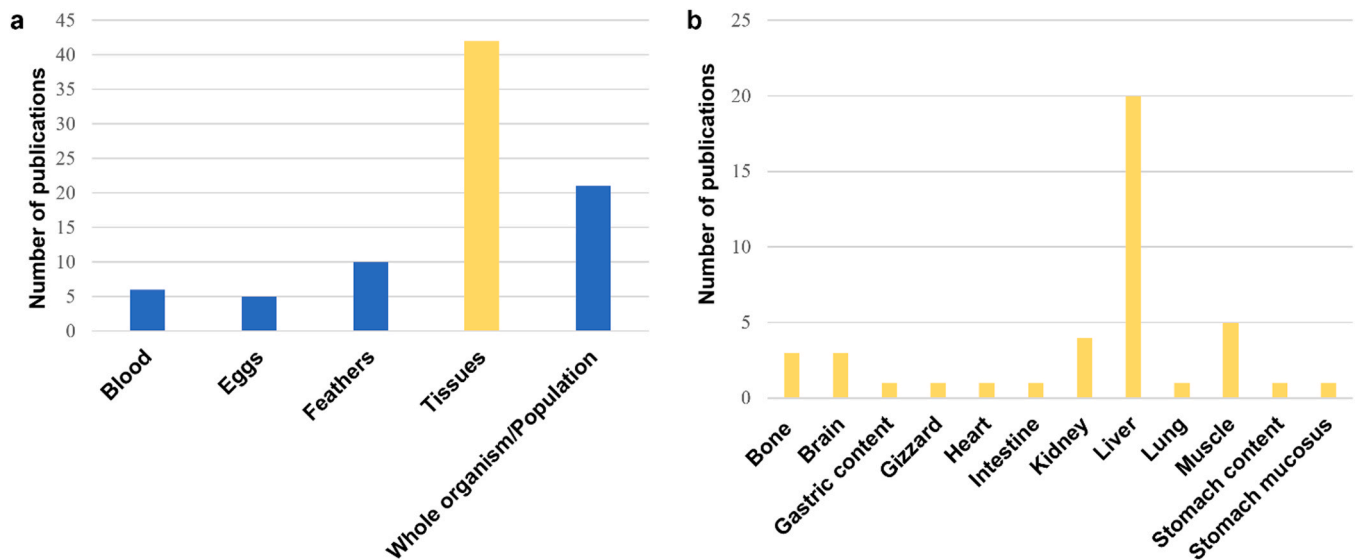 a
Number of publications
45
40
35
30
25
20
15
10
5
0
Blood
Eggs
Feathers
Tissues
Whole organism/Population
b
Number of publications
25
20
15
10
5
0
Bone
Brain
Gastric content
Gizzard
Heart
Intestine
Kidney
Liver
Lung
Muscle
Stomach content
Stomach mucosus